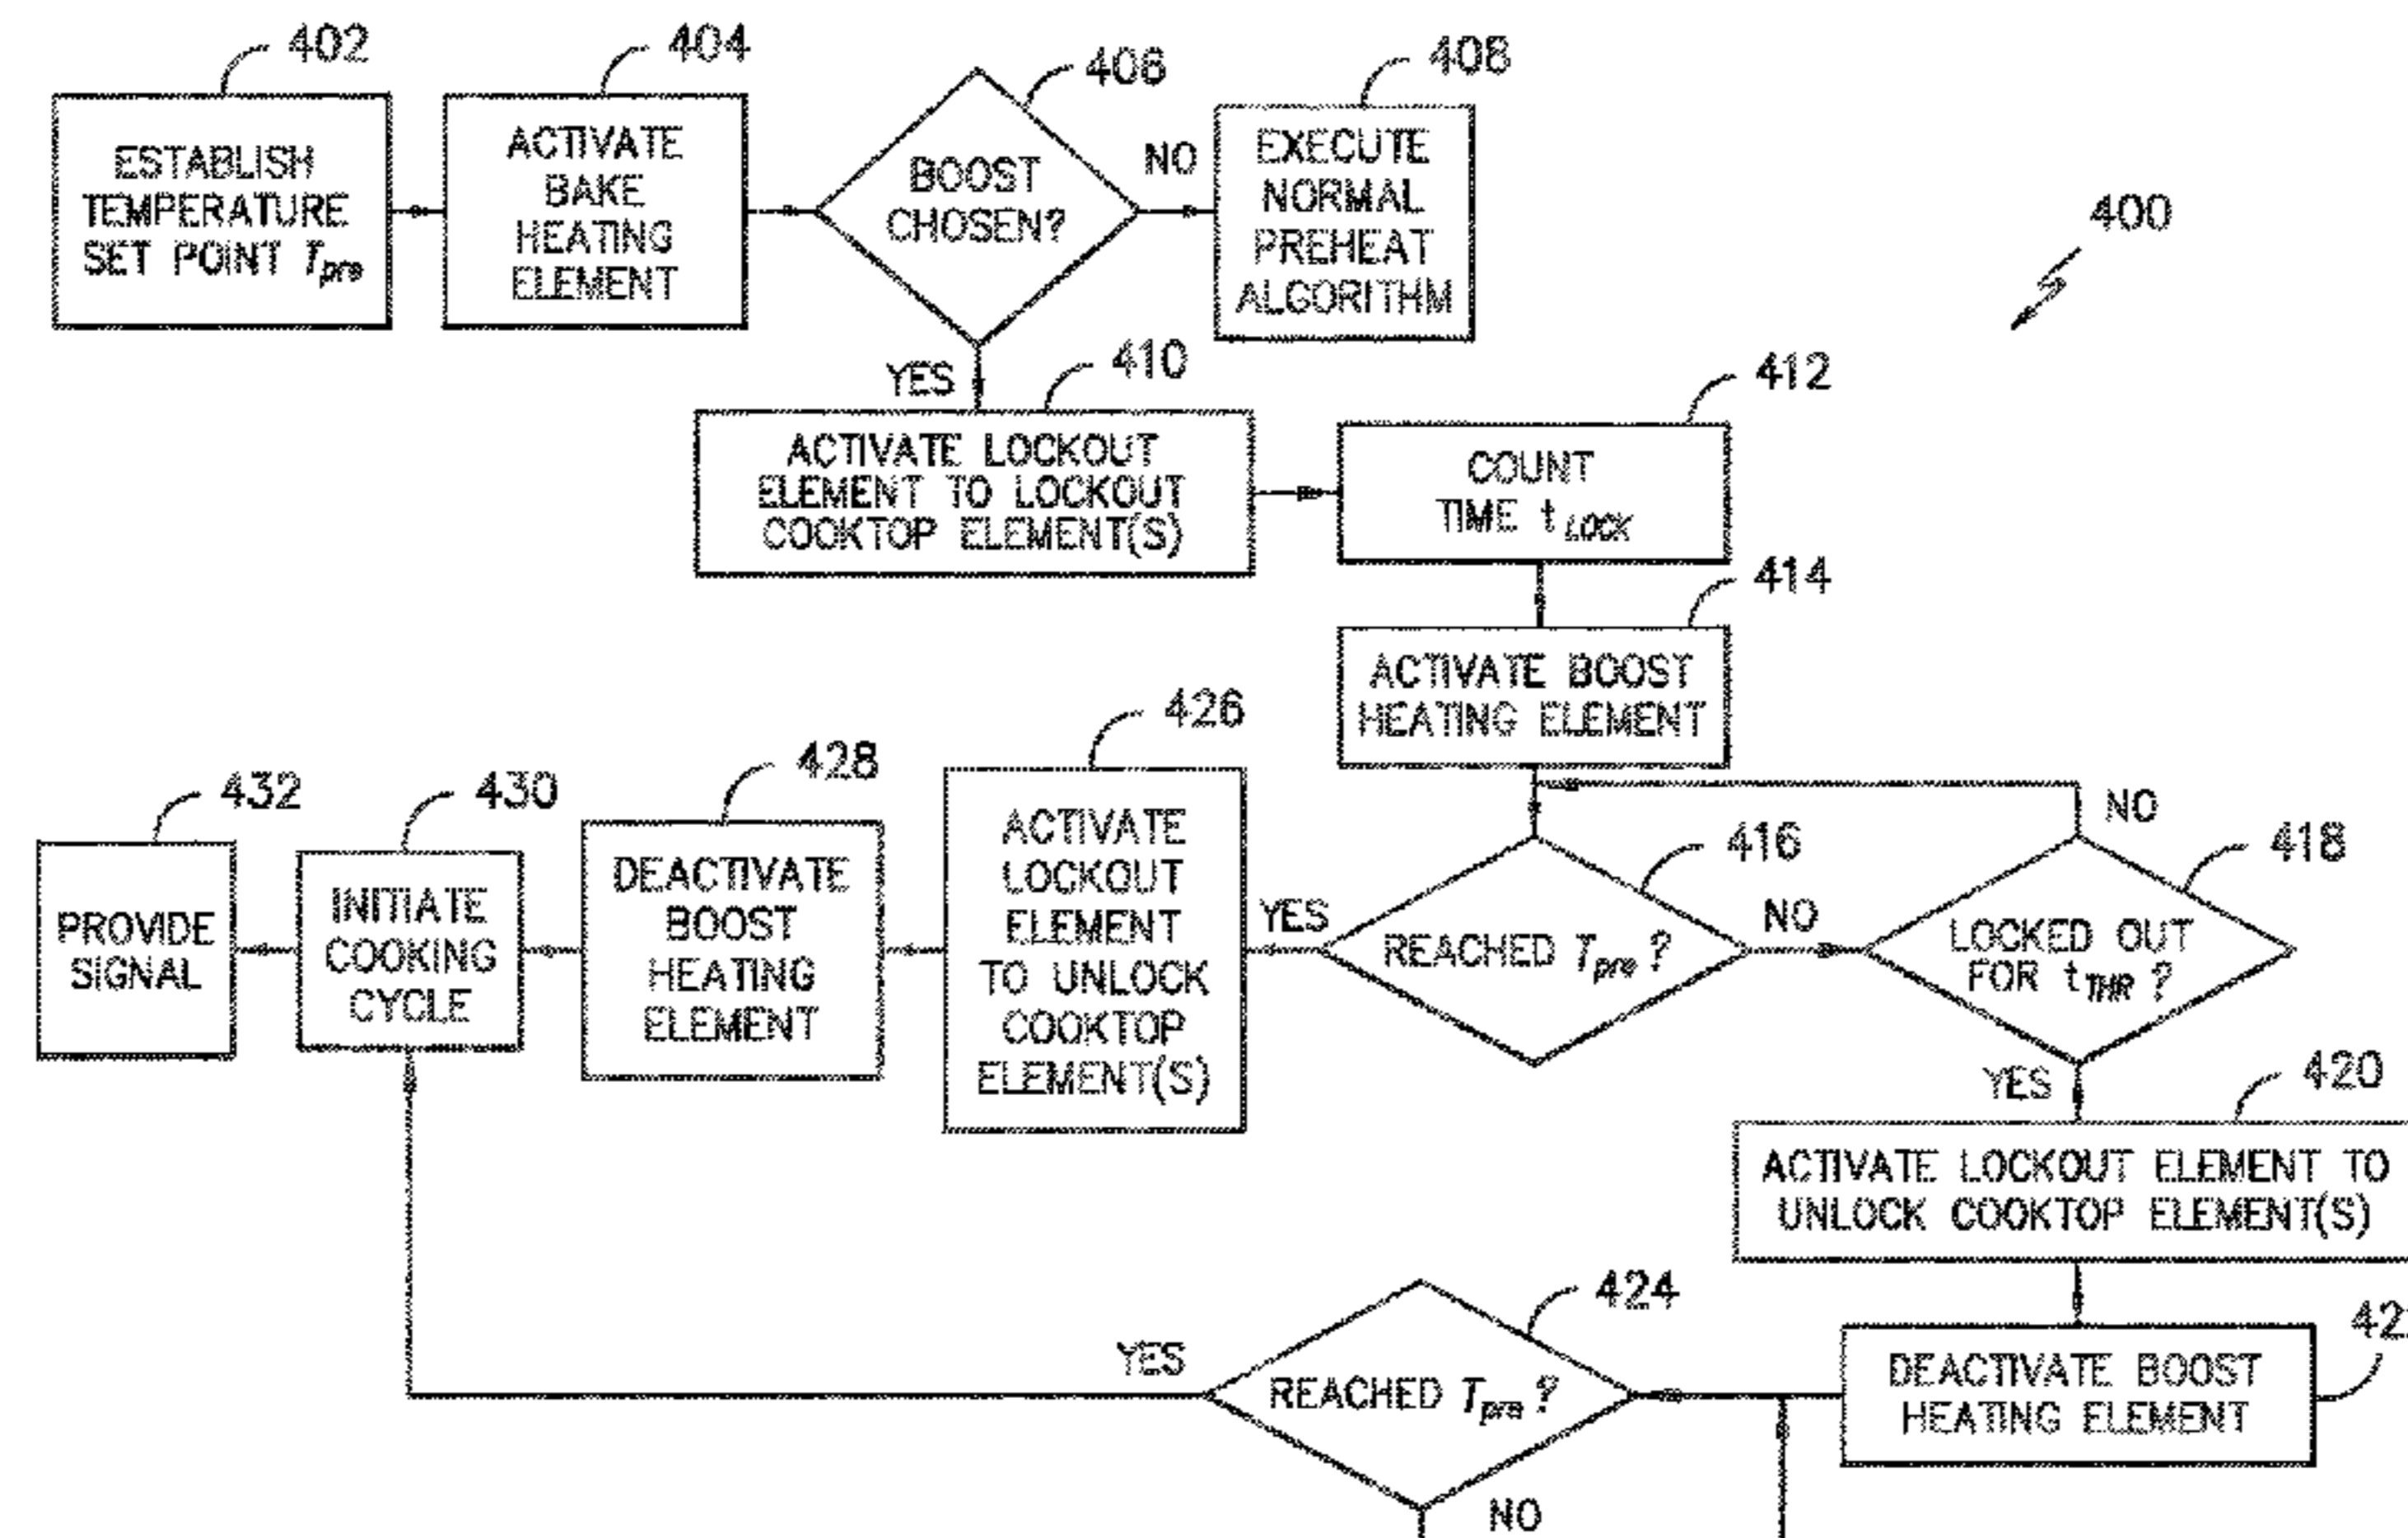 402
ESTABLISH
TEMPERATURE
SET POINT Tpre
404
ACTIVATE
BAKE
HEATING
ELEMENT
406
BOOST
CHOSEN?
NO
YES
408
EXECUTE
NORMAL
PREHEAT
ALGORITHM
400
410
ACTIVATE LOCKOUT
ELEMENT TO LOCKOUT
COOKTOP ELEMENT(S)
412
COUNT
TIME tLOCK
414
ACTIVATE BOOST
HEATING ELEMENT
416
REACHED Tpre ?
YES
NO
418
LOCKED OUT
FOR tTHR ?
NO
YES
420
ACTIVATE LOCKOUT ELEMENT TO
UNLOCK COOKTOP ELEMENT(S)
DEACTIVATE BOOST
HEATING ELEMENT
424
REACHED Tpre ?
YES
NO
426
ACTIVATE
LOCKOUT
ELEMENT
TO UNLOCK
COOKTOP
ELEMENT(S)
428
DEACTIVATE
BOOST
HEATING
ELEMENT
430
INITIATE
COOKING
CYCLE
432
PROVIDE
SIGNAL